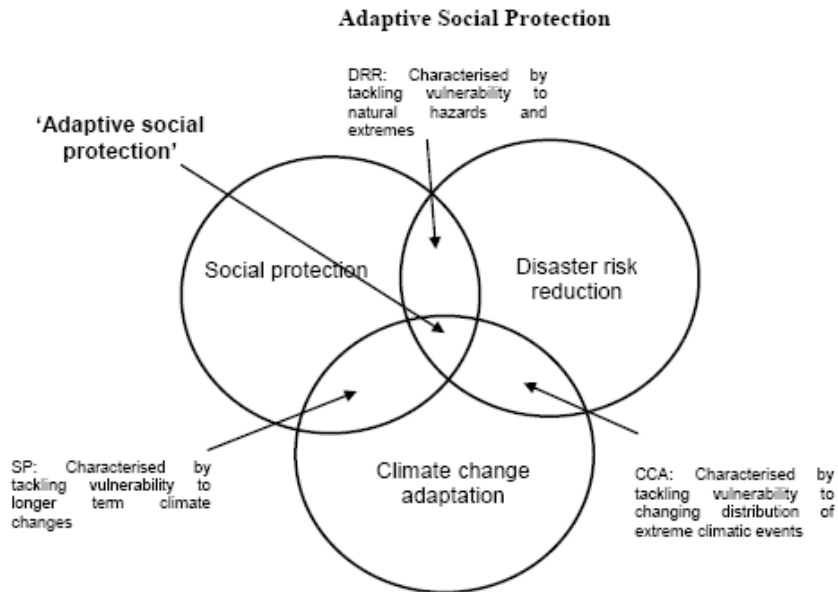 Adaptive Social Protection
DRR: Characterised by
tackling vulnerability to
natural hazards and
extremes
‘Adaptive social
protection’
Social protection
Disaster risk
reduction
Climate change
adaptation
SP: Characterised by
tackling vulnerability to
longer term climate
changes
CCA: Characterised by
tackling vulnerability to
changing distribution of
extreme climatic events